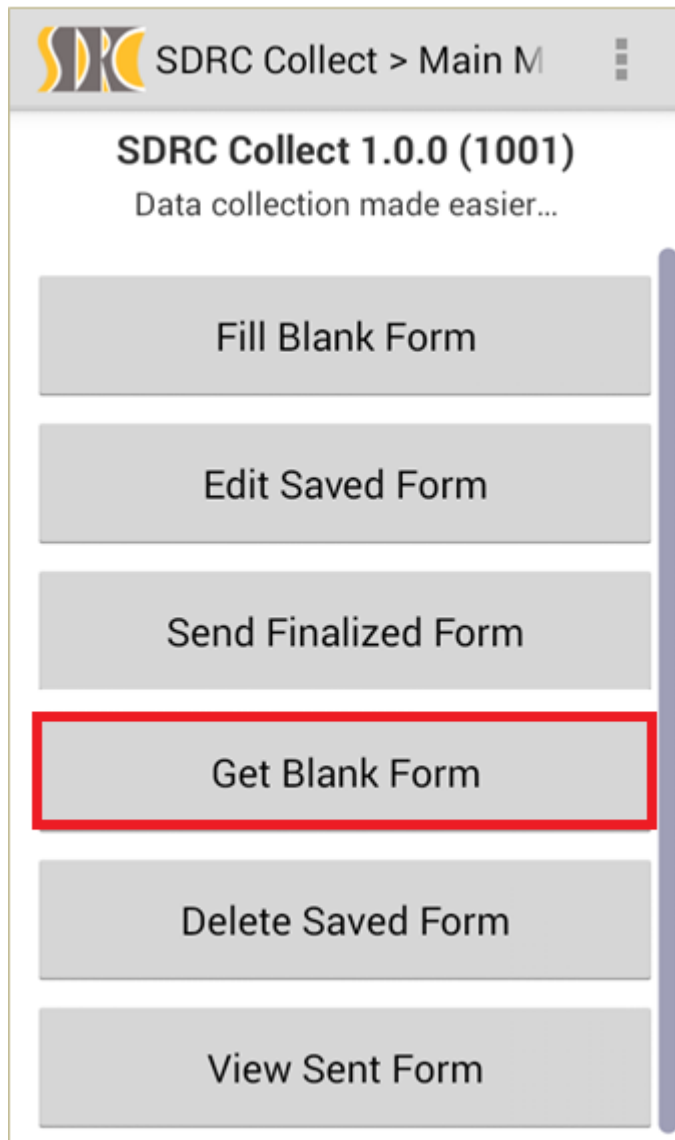 SDRC SDRC Collect > Main M
SDRC Collect 1.0.0 (1001)
Data collection made easier...
Fill Blank Form
Edit Saved Form
Send Finalized Form
Get Blank Form
Delete Saved Form
View Sent Form